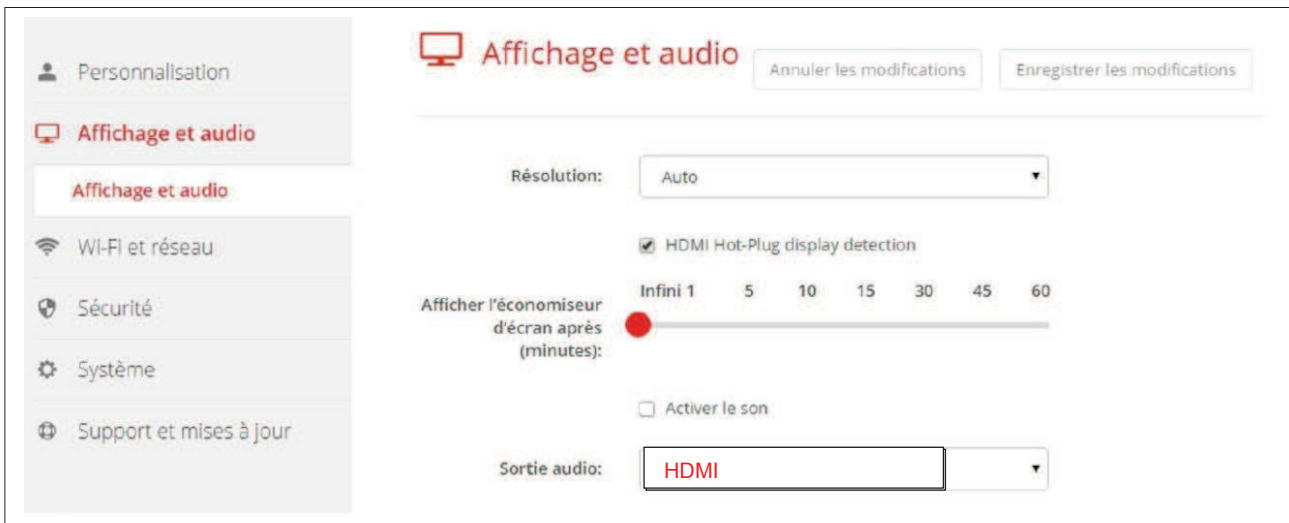 Personnalisation
Affichage et audio
Affichage et audio
WI-FI et réseau
Sécurité
Système
Support et mises à jour
Affichage et audio
Annuler les modifications
Enregistrer les modifications
Résolution:
Auto
HDMI Hot-Plug display detection
Afficher l'économiseur
d'écran après
(minutes):
Infini 1 5 10 15 30 45 60
Activer le son
Sortie audio:
HDMI